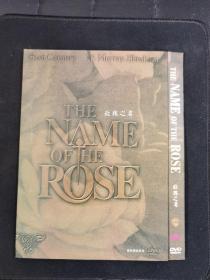 Sean Connery F. Murray Abraham
玫瑰之名
THE
NAME
OF THE
ROSE
THE
NAME
OF THE
ROSE
玫瑰之名
DVD